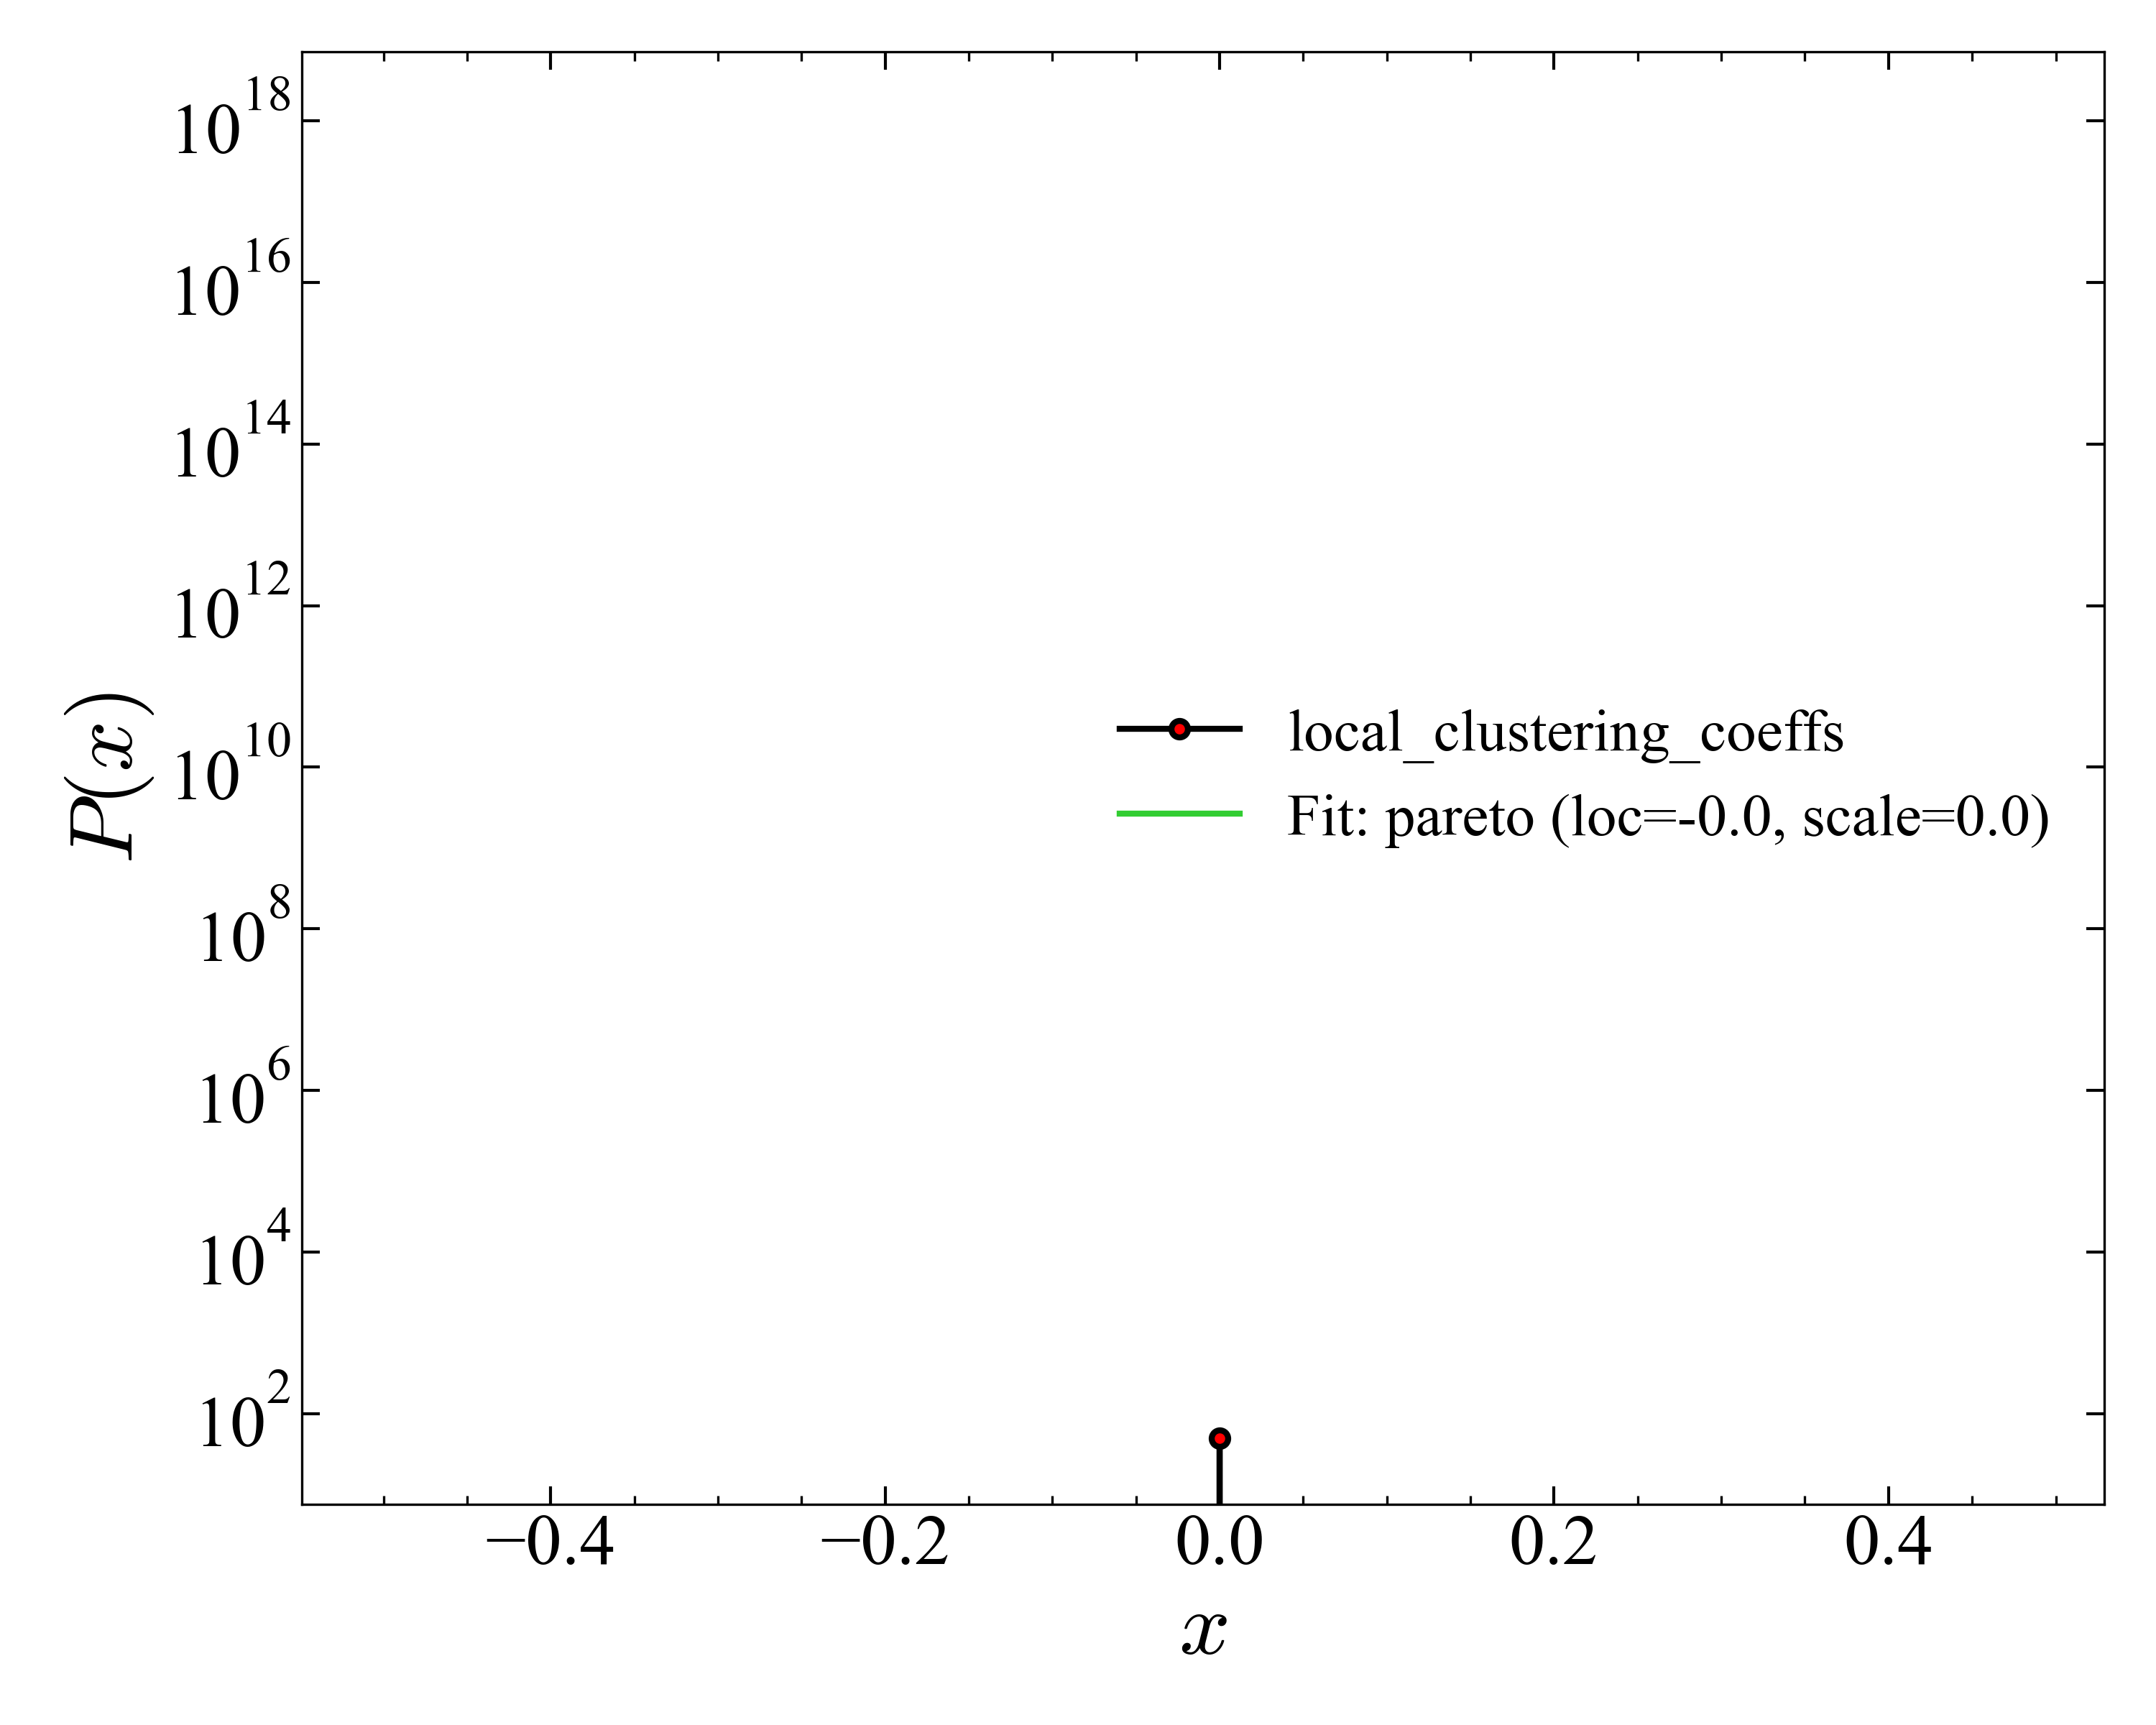 10^18
10^16
10^14
10^12
10^10
10^8
10^6
10^4
10^2
P(x)
local_clustering_coeffs
Fit: pareto (loc=-0.0, scale=0.0)
−0.4 −0.2 0.0 0.2 0.4
x